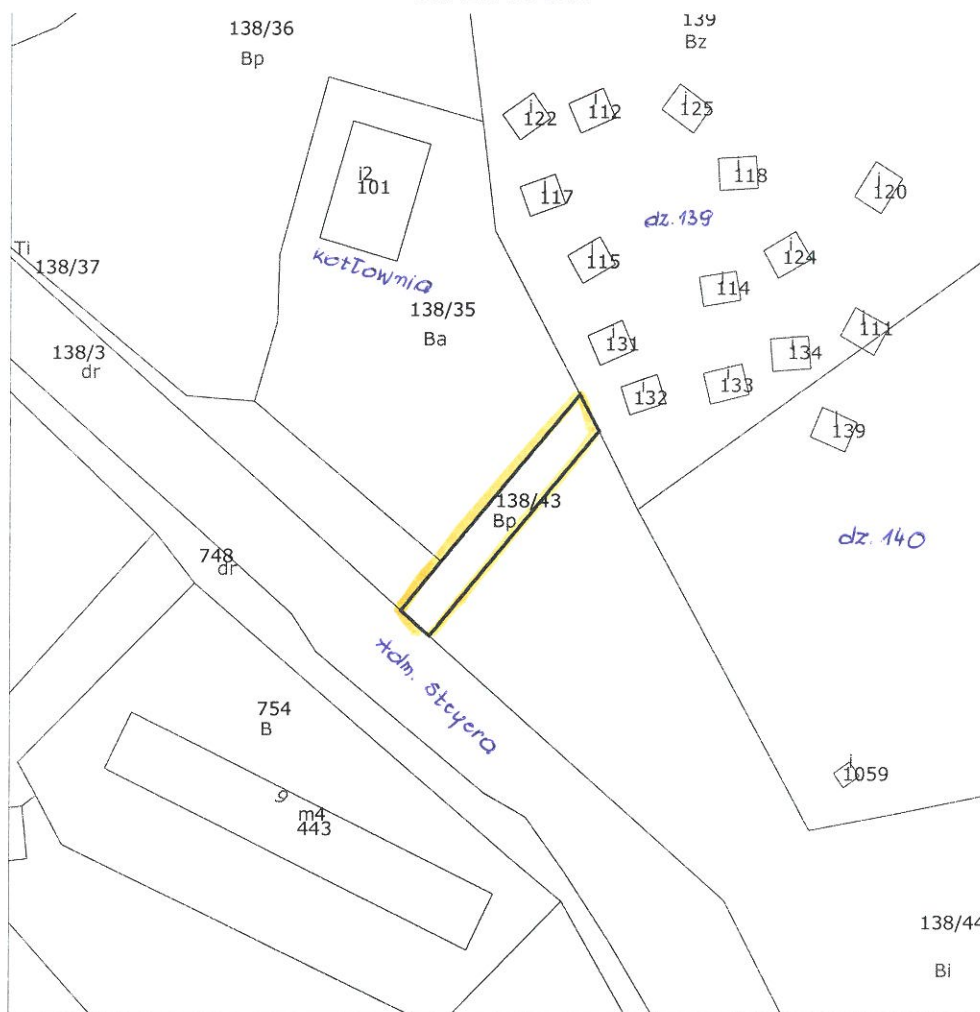 138/36
Bp
139
Bz
i
122
i
112
i
125
i
118
i
120
i2
101
i
117
dz. 139
kotłownia
i
115
i
124
i
114
Ti
138/37
138/35
Ba
i
111
i
131
i
134
138/3
dr
i
132
i
133
i
139
138/43
Bp
dz. 140
748
dr
Adm. Steyera
754
B
i
1059
9
m4
443
138/44
Bi